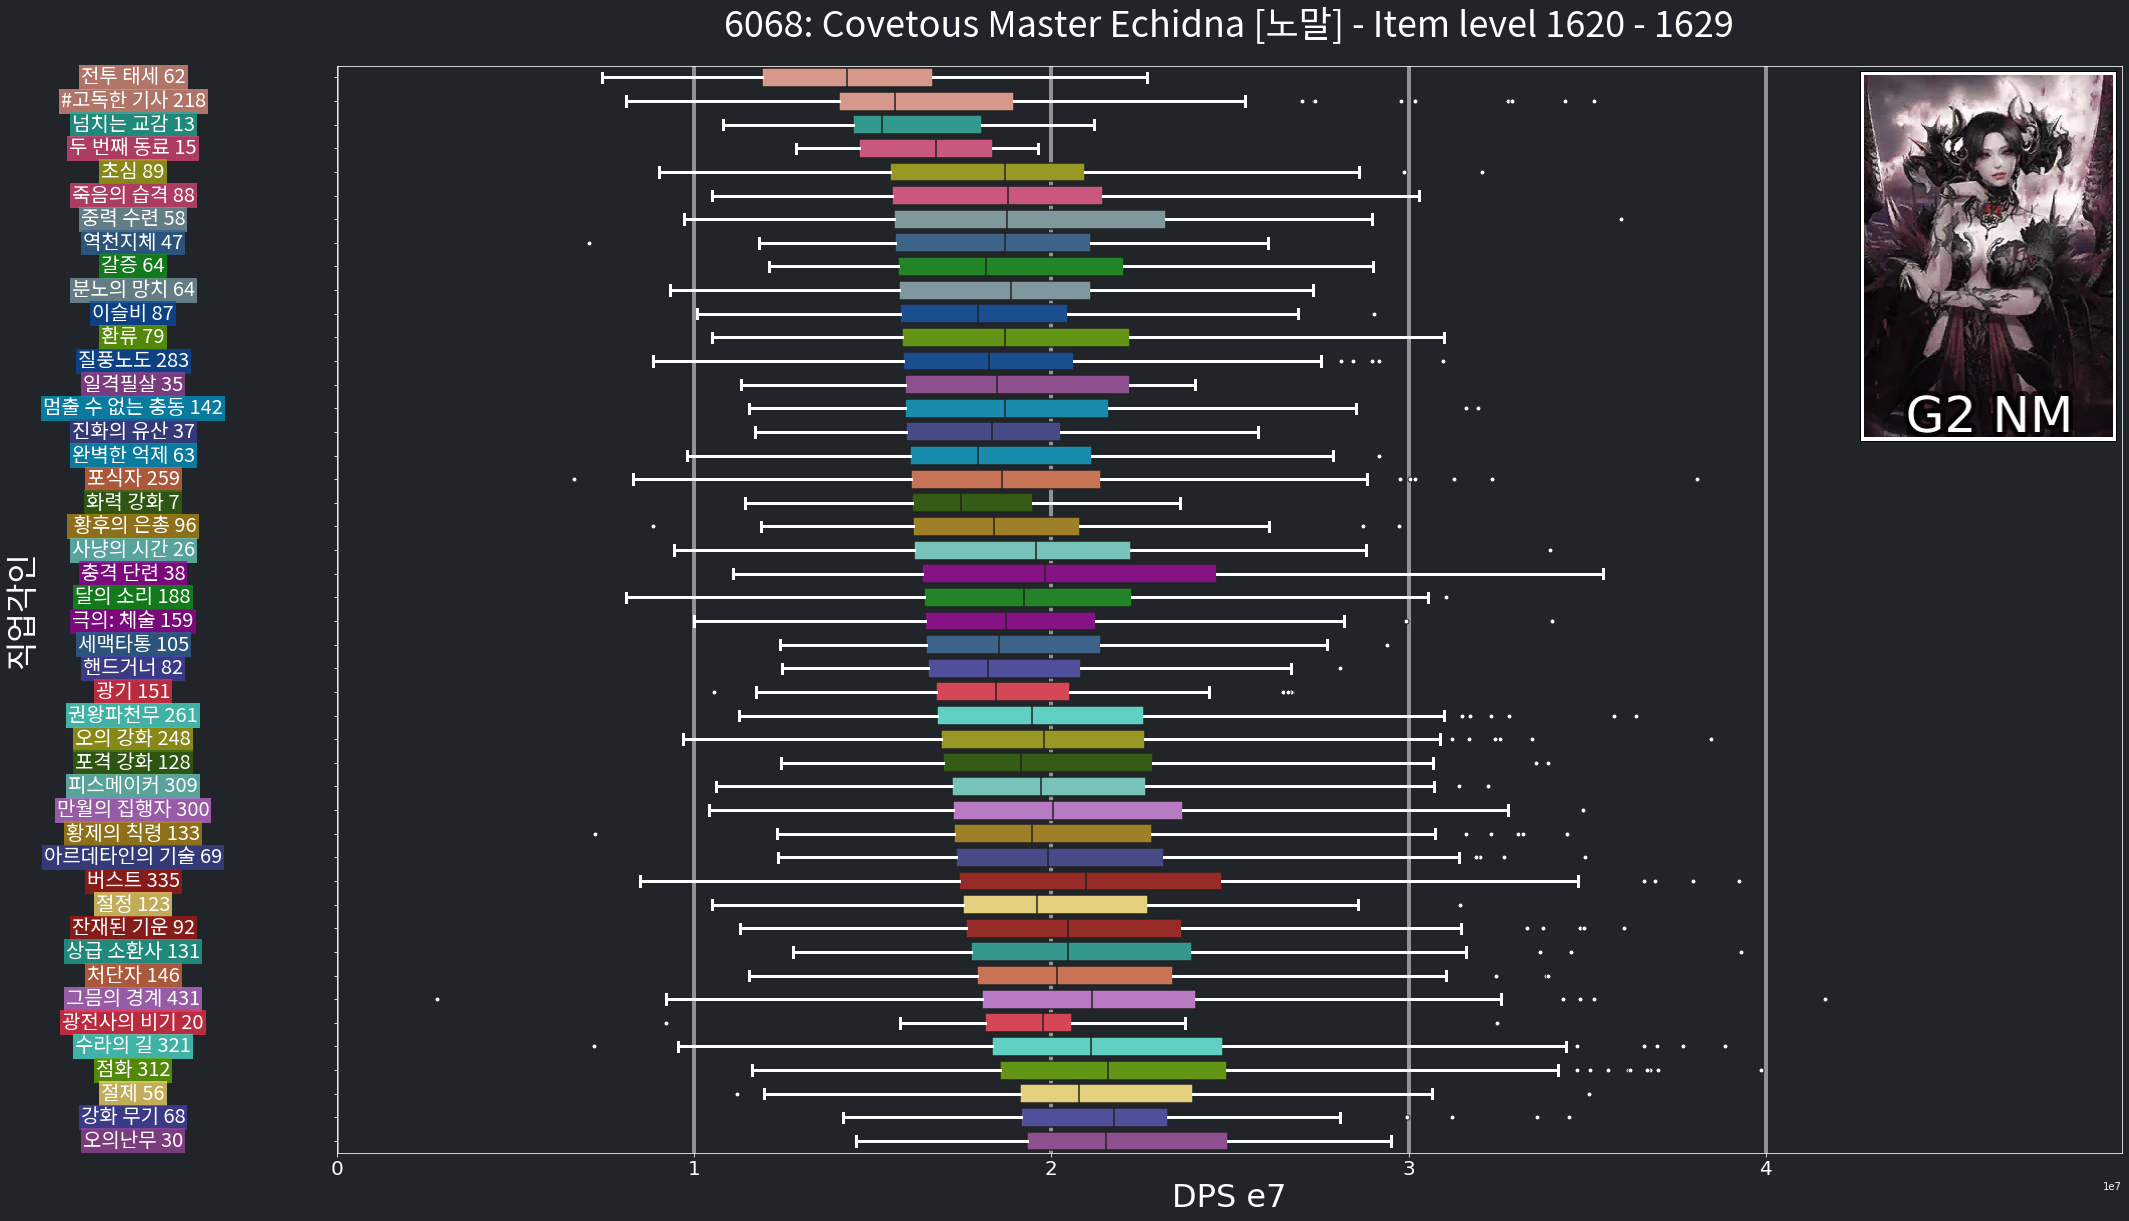 6068: Covetous Master Echidna [노말] - Item level 1620 - 1629
전투 태세 62
#고독한 기사 218
넘치는 교감 13
두 번째 동료 15
초심 89
죽음의 습격 88
중력 수련 58
역천지체 47
갈증 64
분노의 망치 64
이슬비 87
환류 79
질풍노도 283
일격필살 35
멈출 수 없는 충동 142
진화의 유산 37
완벽한 억제 63
포식자 259
화력 강화 7
황후의 은총 96
사냥의 시간 26
충격 단련 38
달의 소리 188
극의: 체술 159
세맥타통 105
핸드거너 82
광기 151
권왕파천무 261
오의 강화 248
포격 강화 128
피스메이커 309
만월의 집행자 300
황제의 칙령 133
아르데타인의 기술 69
버스트 335
절정 123
잔재된 기운 92
상급 소환사 131
처단자 146
그믐의 경계 431
광전사의 비기 20
수라의 길 321
점화 312
절제 56
강화 무기 68
오의난무 30
직업각인
G2 NM
0 1 2 3 4
DPS e7
1e7